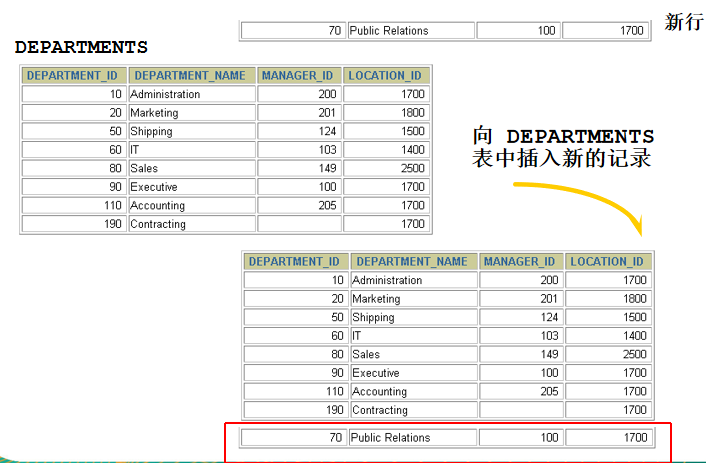 70 Public Relations 100 1700
新行
DEPARTMENTS
DEPARTMENT_ID DEPARTMENT_NAME MANAGER_ID LOCATION_ID
10 Administration 200 1700
20 Marketing 201 1800
50 Shipping 124 1500
60 IT 103 1400
80 Sales 149 2500
90 Executive 100 1700
110 Accounting 205 1700
190 Contracting 1700
向 DEPARTMENTS
表中插入新的记录
DEPARTMENT_ID DEPARTMENT_NAME MANAGER_ID LOCATION_ID
10 Administration 200 1700
20 Marketing 201 1800
50 Shipping 124 1500
60 IT 103 1400
80 Sales 149 2500
90 Executive 100 1700
110 Accounting 205 1700
190 Contracting 1700
70 Public Relations 100 1700